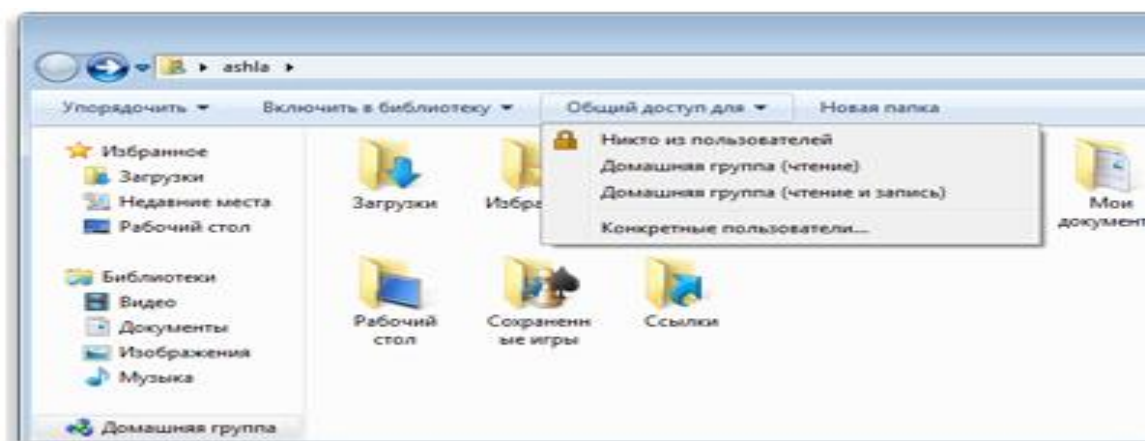 ashla
Упорядочить
Включить в библиотеку
Общий доступ для
Новая папка
Никто из пользователей
Домашняя группа (чтение)
Домашняя группа (чтение и запись)
Конкретные пользователи...
Избранное
Загрузки
Недавние места
Рабочий стол
Библиотеки
Видео
Документы
Изображения
Музыка
Домашняя группа
Загрузки
Избра
Мои
документ
Рабочий
стол
Сохраненн
ые игры
Ссылки